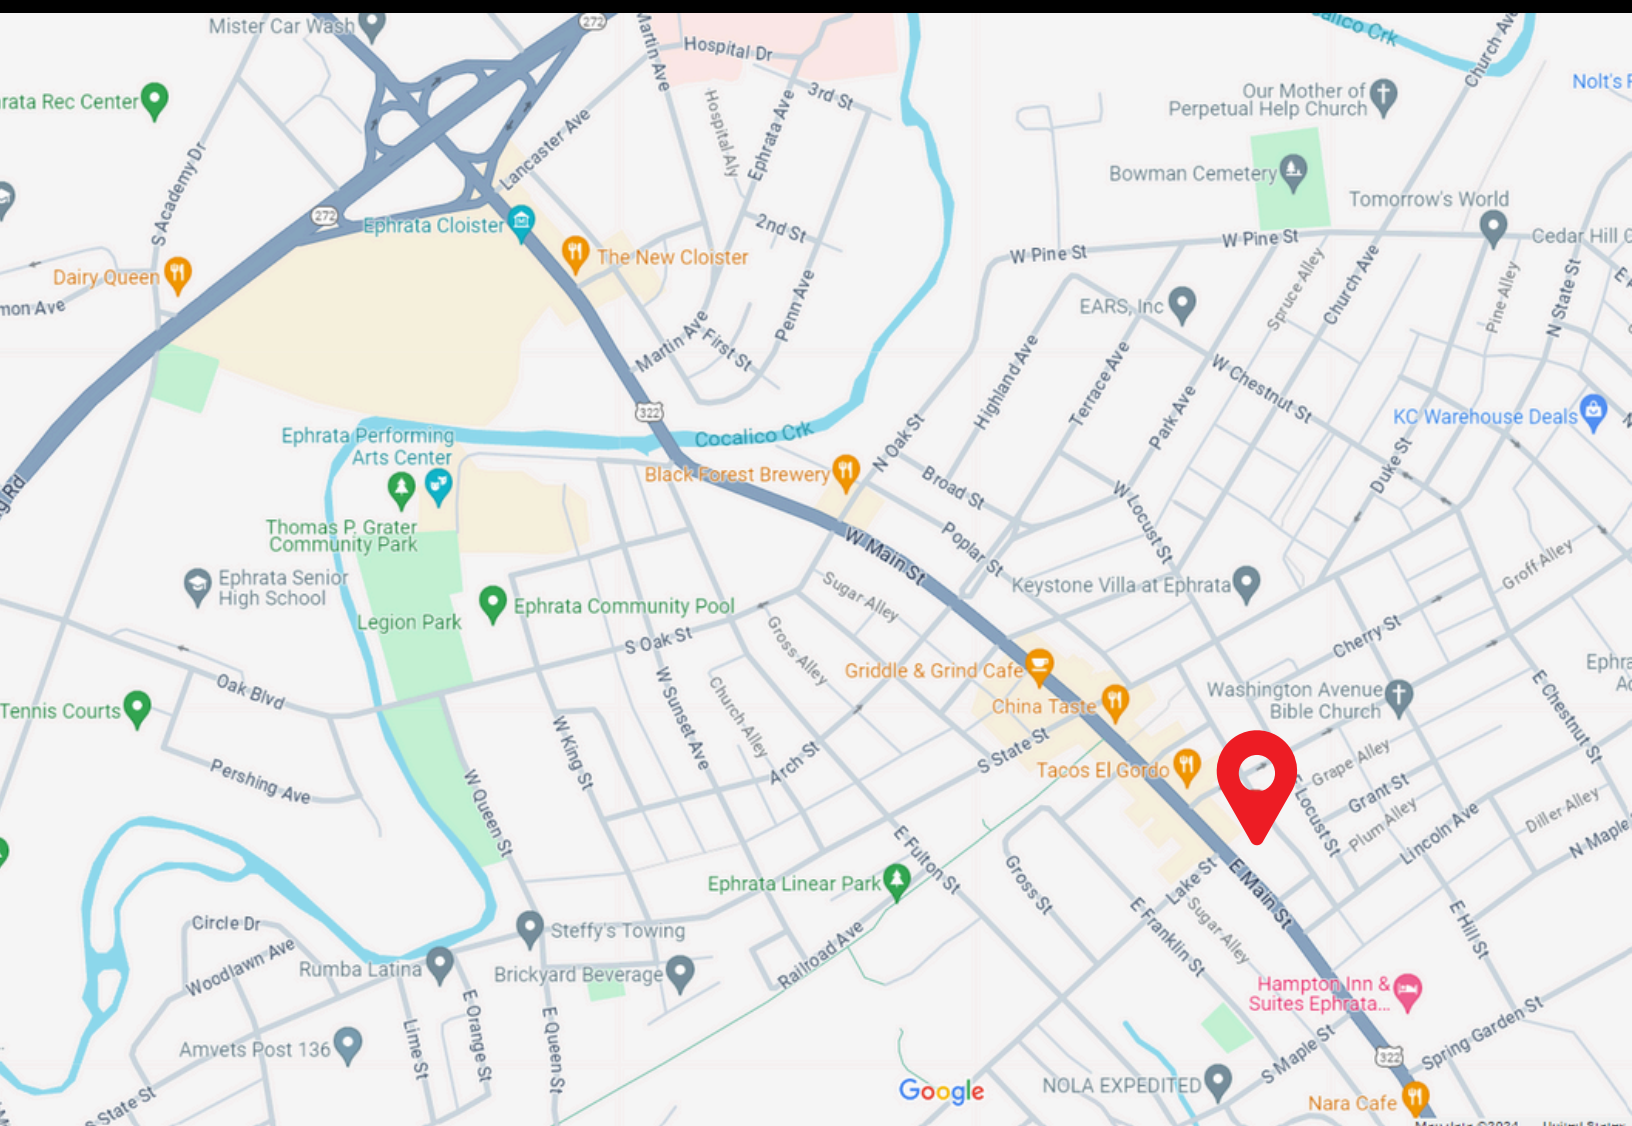 Mister Car Wash
272
Hospital Dr
Martin Ave
3rd St
Calico Crk
Church Ave
Our Mother of
Perpetual Help Church
Rec Center
Hospital Aly
Ephrata Ave
Lancaster Ave
S Academy Dr
Bowman Cemetery
Tomorrow's World
272
Ephrata Cloister
2nd St
W Pine St
W Pine St
Cedar Hill
The New Cloister
Dairy Queen
Penn Ave
EARS, Inc
Spruce Alley
Church Ave
Pine Alley
N State St
Ave
Martin Ave
First St
Highland Ave
Terrace Ave
W Chestnut St
Park Ave
322
KC Warehouse Deals
Cocalico Crk
N Oak St
Ephrata Performing
Arts Center
Duke St
Black Forest Brewery
Broad St
Rd
W Locust St
Thomas P. Grater
Community Park
W Main St
Poplar St
Groff Alley
Ephrata Senior
High School
Sugar Alley
Keystone Villa at Ephrata
Ephrata Community Pool
Legion Park
Gross Alley
Cherry St
S Oak St
Griddle & Grind Cafe
Oak Blvd
W Sunset Ave
Church Alley
Washington Avenue
Bible Church
E Chestnut St
Tennis Courts
China Taste
W King St
S State St
Arch St
Tacos El Gordo
Grape Alley
Pershing Ave
W Queen St
E Locust St
Grant St
Plum Alley
Lincoln Ave
Diller Alley
N Maple
E Fulton St
Gross St
Ephrata Linear Park
Lake St
E Main St
E Franklin St
Sugar Alley
E Hill St
Circle Dr
Steffy's Towing
Woodlawn Ave
Railroad Ave
Rumba Latina
Brickyard Beverage
Hampton Inn &
Suites Ephrata...
E Orange St
E Queen St
Lime St
Amvets Post 136
S Maple St
322
Spring Garden St
Google
NOLA EXPEDITED
S State St
Nara Cafe